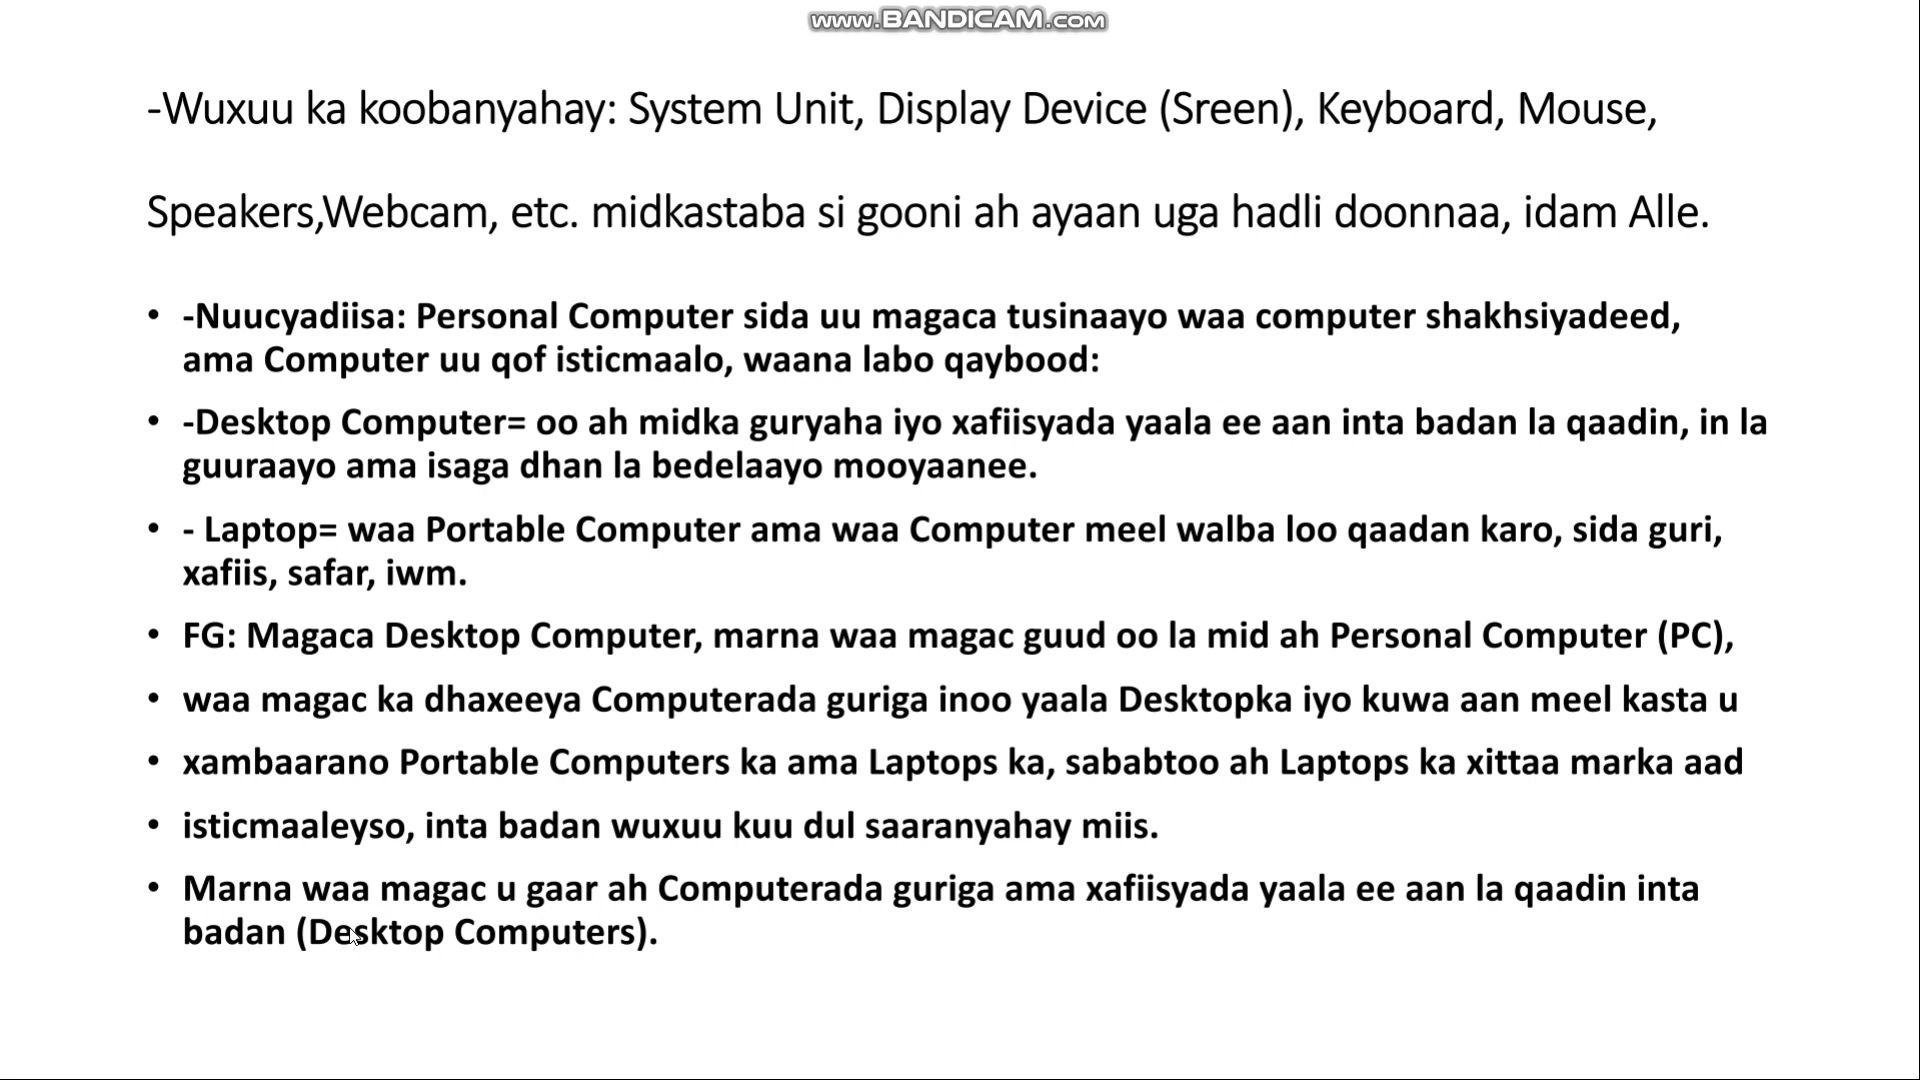 www.BANDICAM.com
-Wuxuu ka koobanyahay: System Unit, Display Device (Sreen), Keyboard, Mouse,
Speakers,Webcam, etc. midkastaba si gooni ah ayaan uga hadli doonnaa, idam Alle.
• -Nuucyadiisa: Personal Computer sida uu magaca tusinaayo waa computer shakhsiyadeed,
ama Computer uu qof isticmaalo, waana labo qaybood:
• -Desktop Computer= oo ah midka guryaha iyo xafiisyada yaala ee aan inta badan la qaadin, in la
guuraayo ama isaga dhan la bedelaayo mooyaanee.
• - Laptop= waa Portable Computer ama waa Computer meel walba loo qaadan karo, sida guri,
xafiis, safar, iwm.
• FG: Magaca Desktop Computer, marna waa magac guud oo la mid ah Personal Computer (PC),
• waa magac ka dhaxeeya Computerada guriga inoo yaala Desktopka iyo kuwa aan meel kasta u
• xambaarano Portable Computers ka ama Laptops ka, sababtoo ah Laptops ka xittaa marka aad
• isticmaaleyso, inta badan wuxuu kuu dul saaranyahay miis.
• Marna waa magac u gaar ah Computerada guriga ama xafiisyada yaala ee aan la qaadin inta
badan (Desktop Computers).